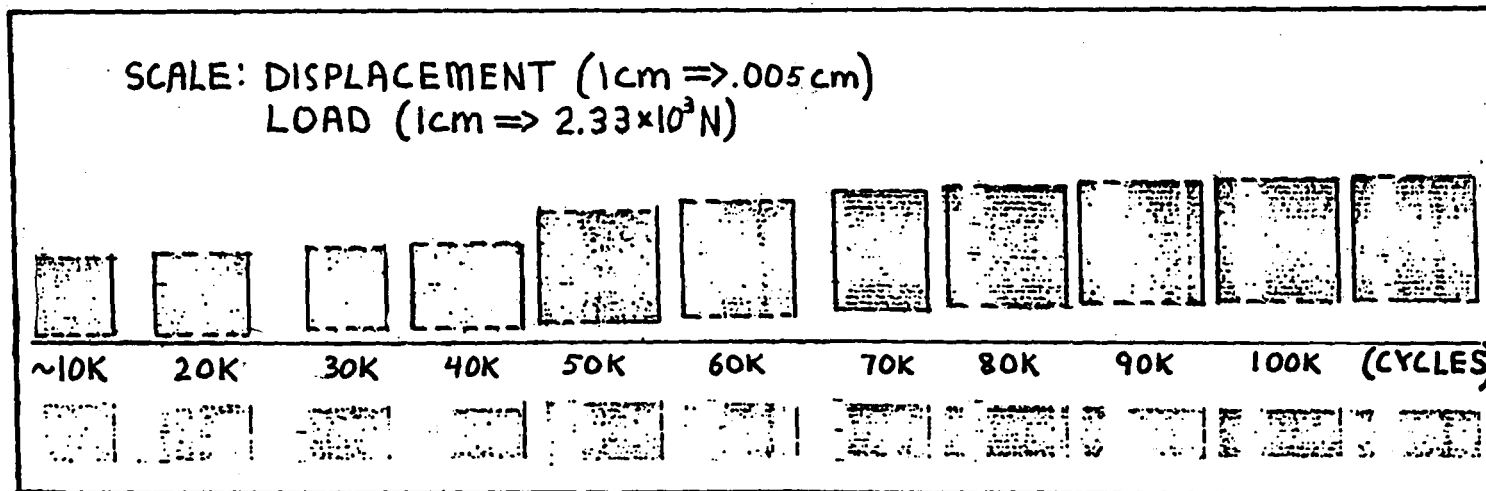 SCALE: DISPLACEMENT (1cm => .005cm)
LOAD (1cm => 2.33×10³N)
~10K 20K 30K 40K 50K 60K 70K 80K 90K 100K (CYCLES)